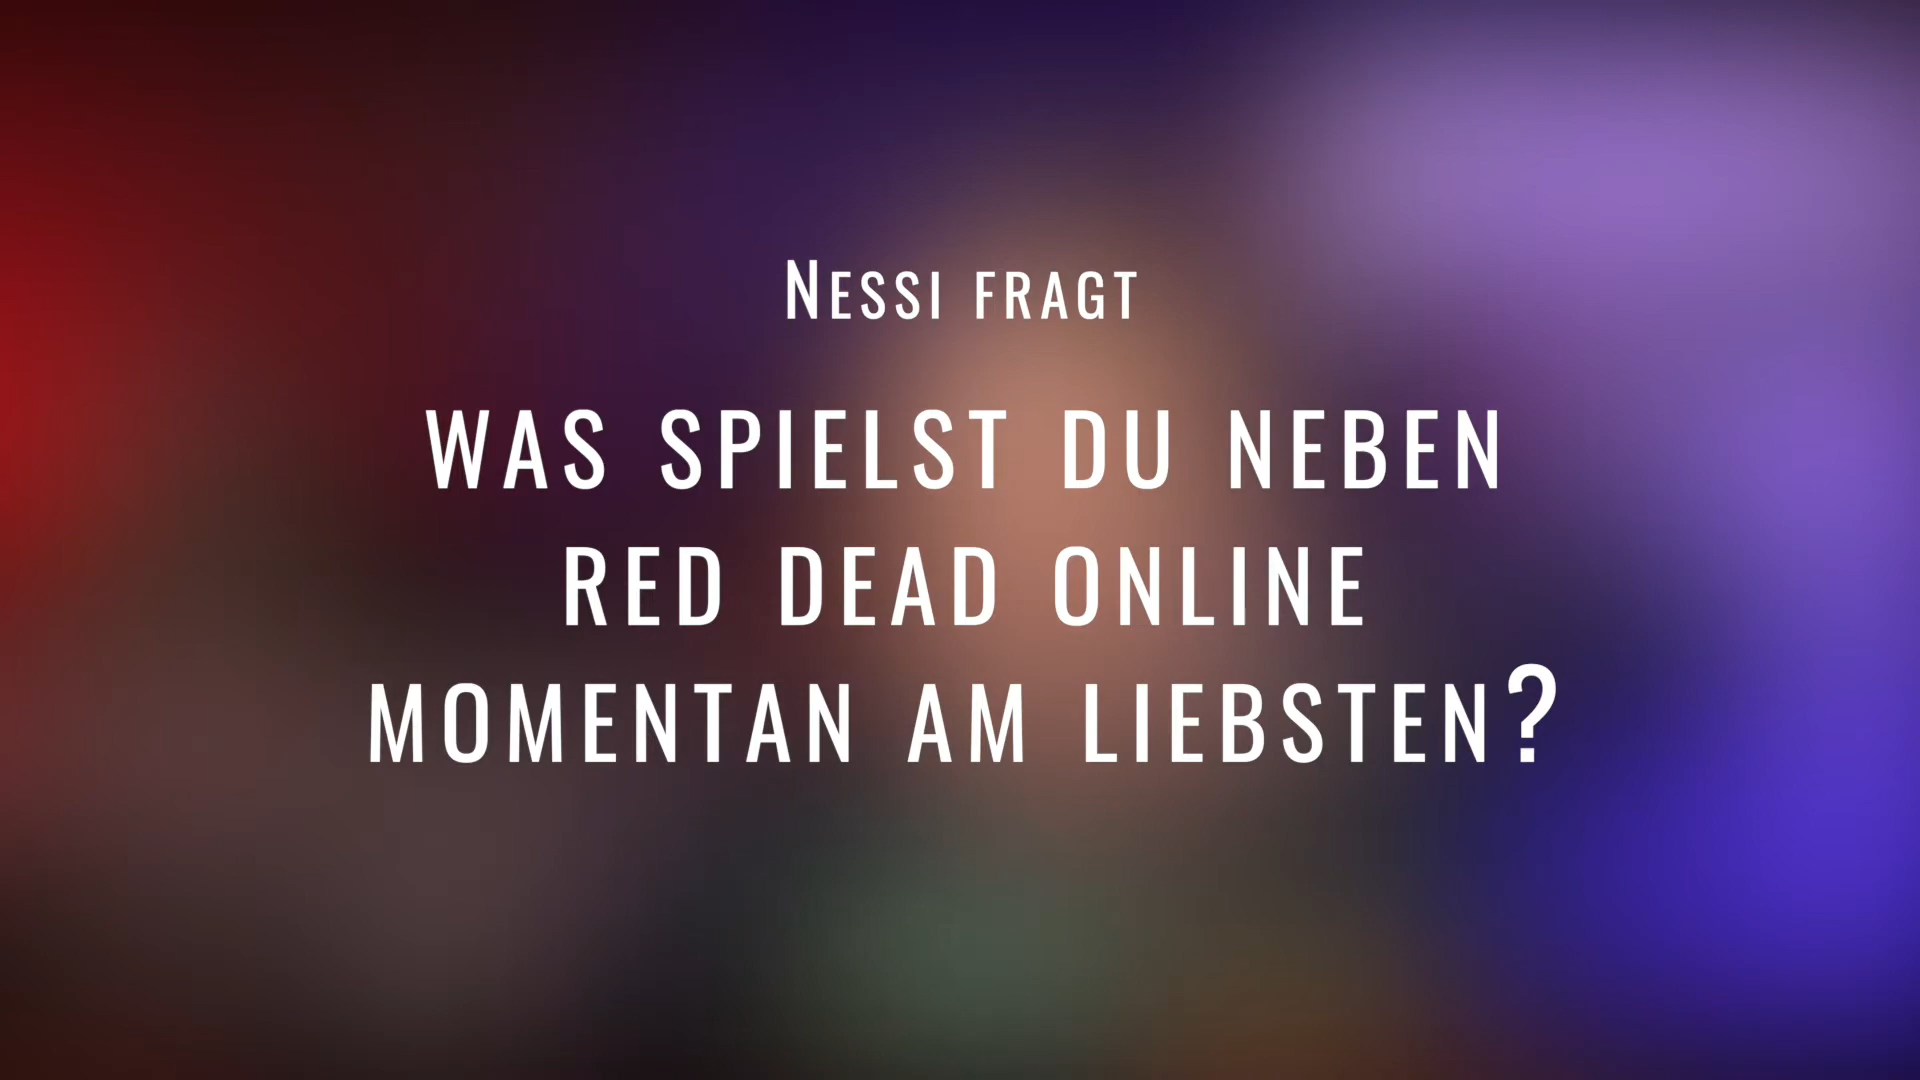 Nessi fragt
was spielst du neben
red dead online
momentan am liebsten?